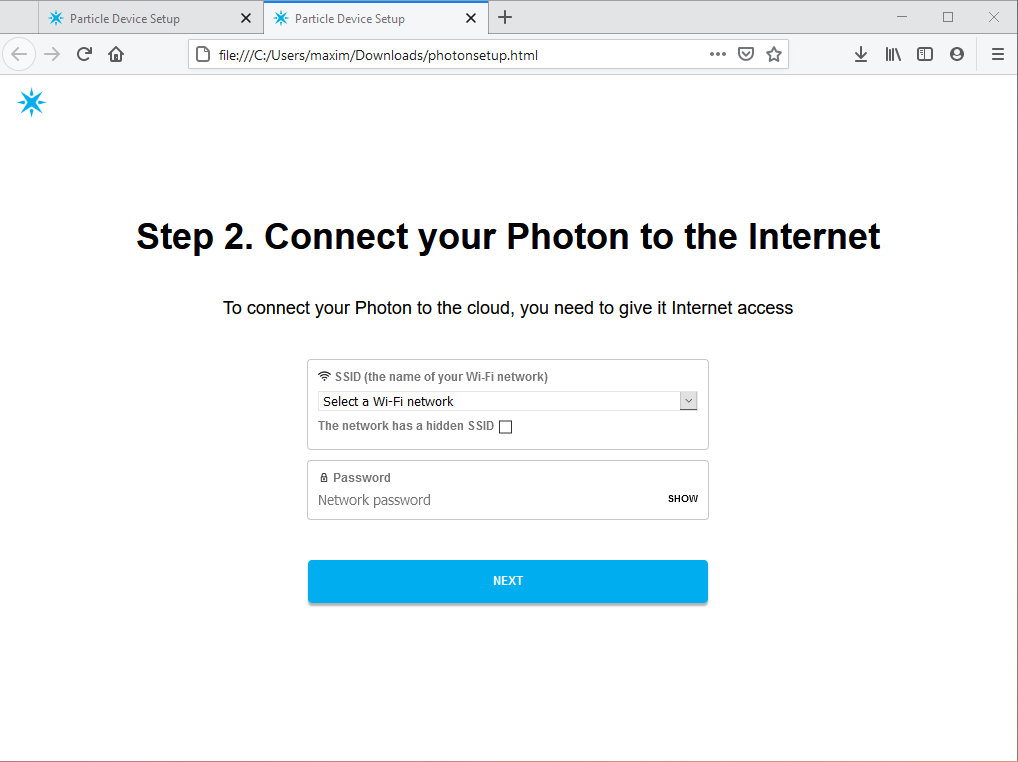 Particle Device Setup
Particle Device Setup
file:///C:/Users/maxim/Downloads/photonsetup.html
Step 2. Connect your Photon to the Internet
To connect your Photon to the cloud, you need to give it Internet access
SSID (the name of your Wi-Fi network)
Select a Wi-Fi network
The network has a hidden SSID
Password
Network password
SHOW
NEXT